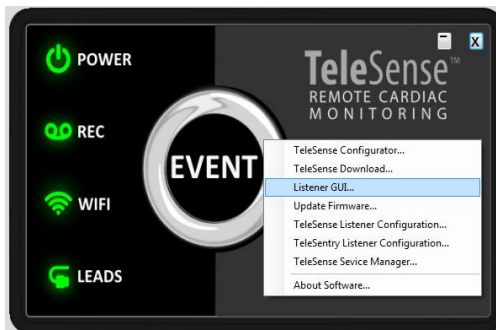 POWER
REC
WIFI
LEADS
EVENT
X
TeleSense™
REMOTE CARDIAC
MONITORING
TeleSense Configurator...
TeleSense Download...
Listener GUI...
Update Firmware...
TeleSense Listener Configuration...
TeleSentry Listener Configuration...
TeleSense Sevice Manager...
About Software...